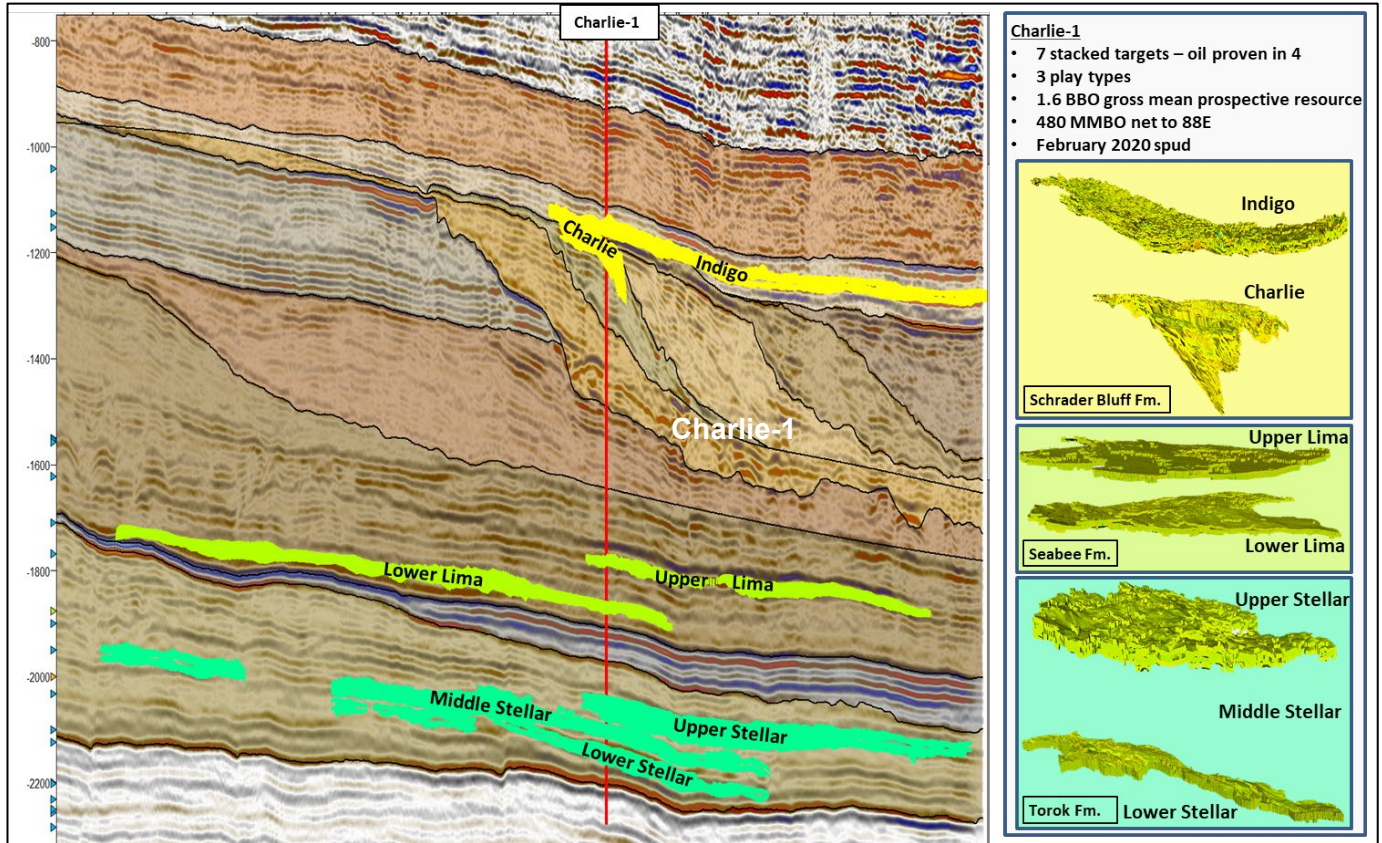 Charlie-1
-800
-1000
-1200
-1400
-1600
-1800
-2000
-2200
Charlie
Indigo
Charlie-1
Lower Lima
Upper Lima
Middle Stellar
Upper Stellar
Lower Stellar
Charlie-1
• 7 stacked targets – oil proven in 4
• 3 play types
• 1.6 BBO gross mean prospective resource
• 480 MMBO net to 88E
• February 2020 spud
Indigo
Charlie
Schrader Bluff Fm.
Upper Lima
Seabee Fm.
Lower Lima
Upper Stellar
Middle Stellar
Torok Fm.
Lower Stellar